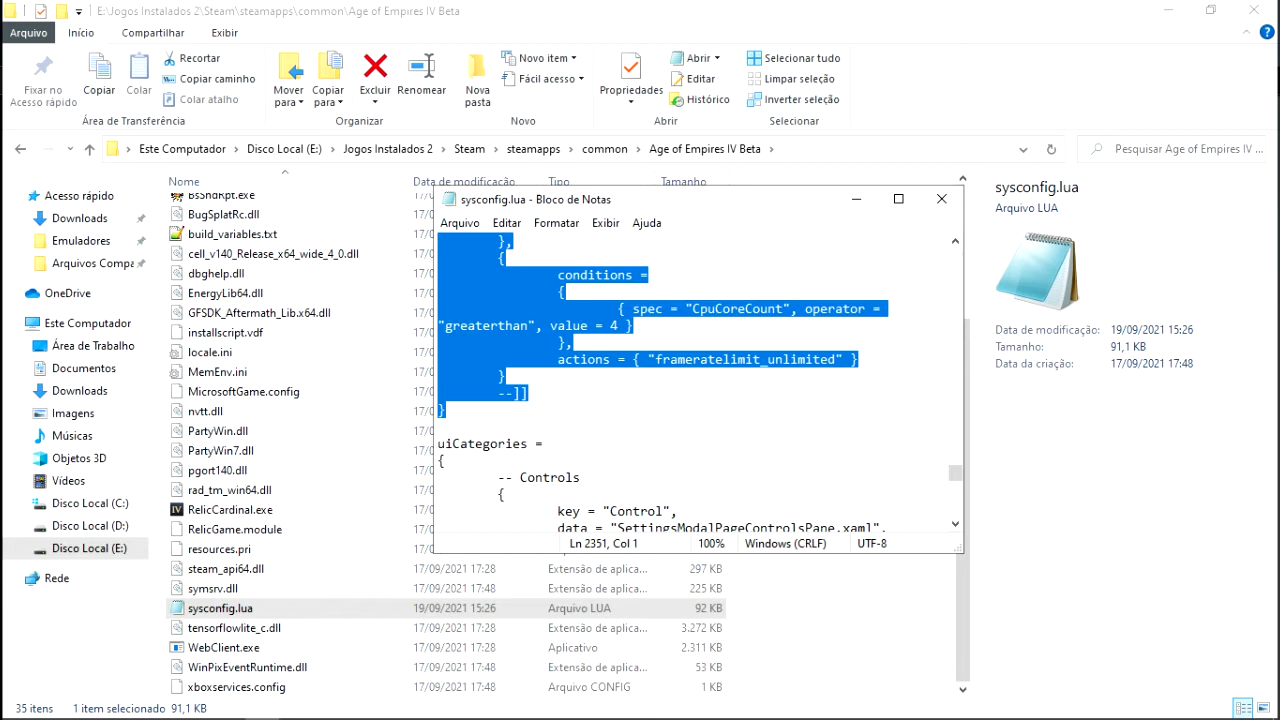 E:\Jogos Instalados 2\Steam\steamapps\common\Age of Empires IV Beta
Arquivo Início Compartilhar Exibir
Fixar no Acesso rápido
Copiar
Colar
Recortar
Copiar caminho
Colar atalho
Área de Transferência
Mover para
Copiar para
Excluir
Renomear
Organizar
Nova pasta
Novo item
Fácil acesso
Novo
Propriedades
Abrir
Editar
Histórico
Abrir
Selecionar tudo
Limpar seleção
Inverter seleção
Selecionar
Este Computador > Disco Local (E:) > Jogos Instalados 2 > Steam > steamapps > common > Age of Empires IV Beta >
Pesquisar Age of Empires IV ...
Acesso rápido
Downloads
Emuladores
Arquivos Compa
OneDrive
Este Computador
Área de Trabalho
Documentos
Downloads
Imagens
Músicas
Objetos 3D
Vídeos
Disco Local (C:)
Disco Local (D:)
Disco Local (E:)
Rede
Nome Data de modificação Tipo Tamanho
BsSndRpt.exe
BugSplatRc.dll
build_variables.txt
cell_v140_Release_x64_wide_4_0.dll
dbghelp.dll
EnergyLib64.dll
GFSDK_Aftermath_Lib.x64.dll
installscript.vdf
locale.ini
MemEnv.ini
MicrosoftGame.config
nvtt.dll
PartyWin.dll
PartyWin7.dll
pgort140.dll
rad_tm_win64.dll
RelicCardinal.exe
RelicGame.module
resources.pri
steam_api64.dll 17/09/2021 17:28 Extensão de aplica... 297 KB
symsrv.dll 17/09/2021 17:48 Extensão de aplica... 225 KB
sysconfig.lua 19/09/2021 15:26 Arquivo LUA 92 KB
tensorflowlite_c.dll 17/09/2021 17:28 Extensão de aplica... 3.272 KB
WebClient.exe 17/09/2021 17:28 Aplicativo 2.311 KB
WinPixEventRuntime.dll 17/09/2021 17:48 Extensão de aplica... 53 KB
xboxservices.config 17/09/2021 17:48 Arquivo CONFIG 1 KB
sysconfig.lua - Bloco de Notas
Arquivo Editar Formatar Exibir Ajuda
},
{
conditions =
{
{ spec = "CpuCoreCount", operator =
"greaterthan", value = 4 }
},
actions = { "frameratelimit_unlimited" }
}
--]]
}
uiCategories =
{
-- Controls
{
key = "Control",
data = "SettingsModalPageControlsPane.xaml",
Ln 2351, Col 1 100% Windows (CRLF) UTF-8
sysconfig.lua
Arquivo LUA
Data de modificação: 19/09/2021 15:26
Tamanho: 91,1 KB
Data da criação: 17/09/2021 17:48
35 itens 1 item selecionado 91,1 KB